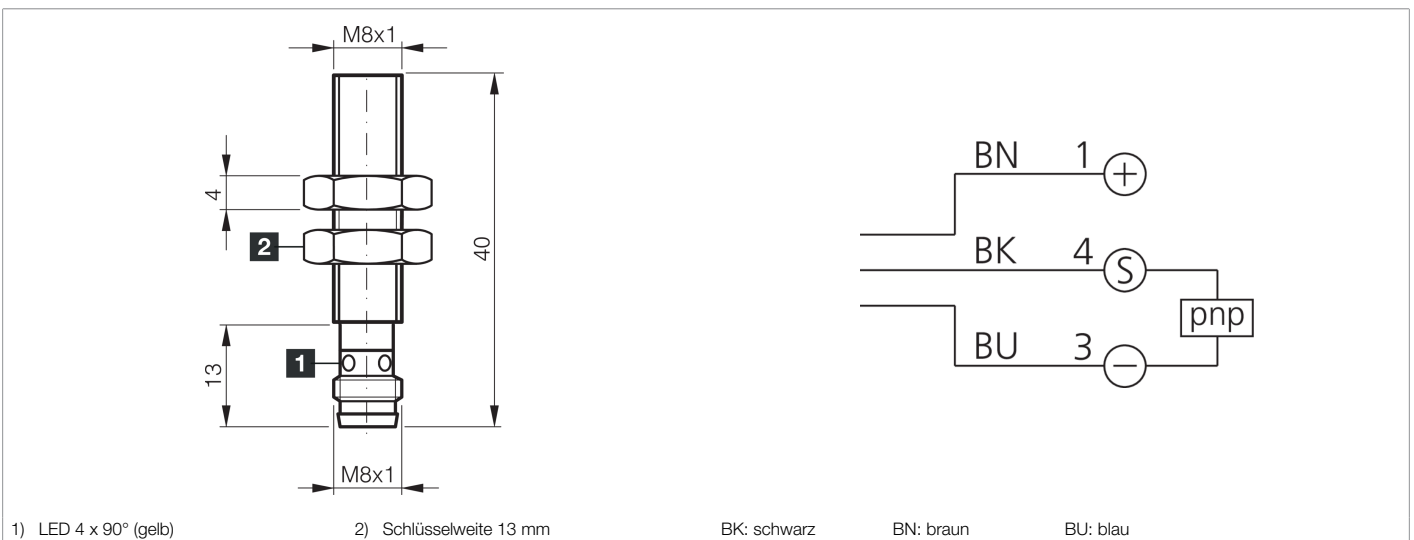 M8x1
4
2
40
13
1
M8x1
BN 1 +
BK 4 S
pnp
BU 3 −
1) LED 4 x 90° (gelb) 2) Schlüsselweite 13 mm BK: schwarz BN: braun BU: blau